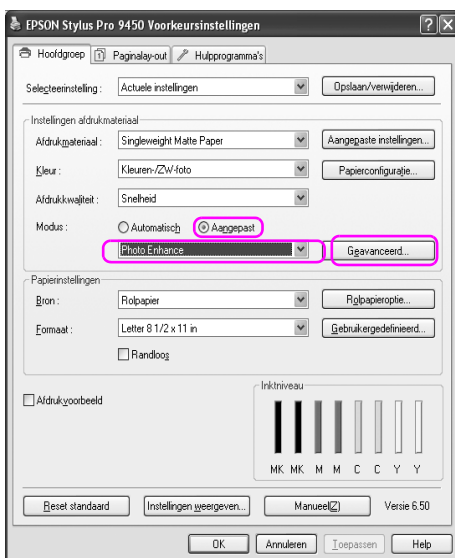 EPSON Stylus Pro 9450 Voorkeursinstellingen
Hoofdgroep Paginalay-out Hulpprogramma's
Selecteerinstelling : Actuele instellingen Opslaan/verwijderen...
Instellingen afdrukmateriaal
Afdrukmateriaal : Singleweight Matte Paper Aangepaste instellingen...
Kleur : Kleuren-/ZW-foto Papierconfiguratie...
Afdrukkwaliteit : Snelheid
Modus : Automatisch Aangepast
Photo Enhance Geavanceerd...
Papierinstellingen
Bron : Rolpapier Rolpapieroptie...
Formaat : Letter 8 1/2 x 11 in Gebruikergedefinieerd...
Randloos
Afdrukvoorbeeld
Inktniveau
MK MK M M C C Y Y
Reset standaard Instellingen weergeven... Manueel(Z) Versie 6.50
OK Annuleren Toepassen Help